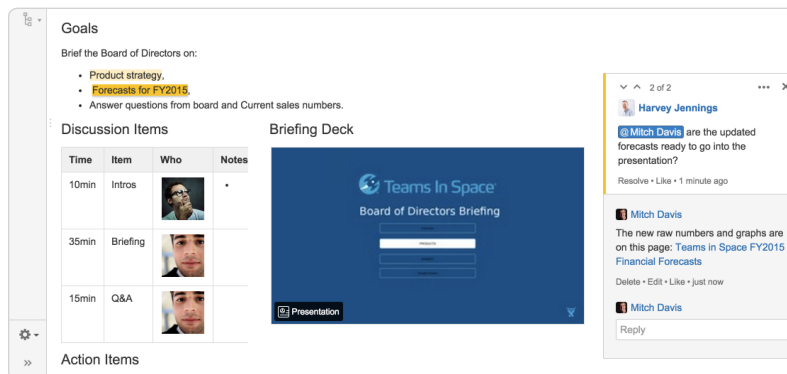 Goals
Brief the Board of Directors on:
• Product strategy,
• Forecasts for FY2015,
• Answer questions from board and Current sales numbers.
Discussion Items
Time Item Who Notes
10min Intros •
35min Briefing
15min Q&A
Briefing Deck
Teams In Space
Board of Directors Briefing
PRODUCTS
Presentation
Action Items
2 of 2
Harvey Jennings
@Mitch Davis are the updated
forecasts ready to go into the
presentation?
Resolve • Like • 1 minute ago
Mitch Davis
The new raw numbers and graphs are
on this page: Teams in Space FY2015
Financial Forecasts
Delete • Edit • Like • just now
Mitch Davis
Reply